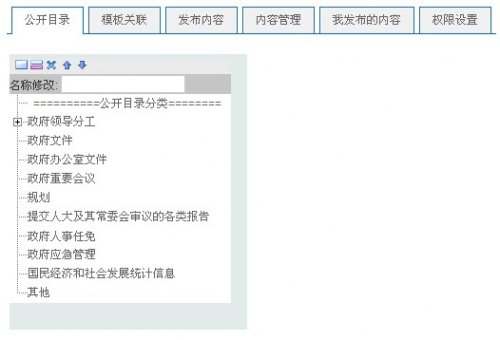 公开目录 模板关联 发布内容 内容管理 我发布的内容 权限设置
名称修改:
==========公开目录分类========
政府领导分工
政府文件
政府办公室文件
政府重要会议
规划
提交人大及其常委会审议的各类报告
政府人事任免
政府应急管理
国民经济和社会发展统计信息
其他